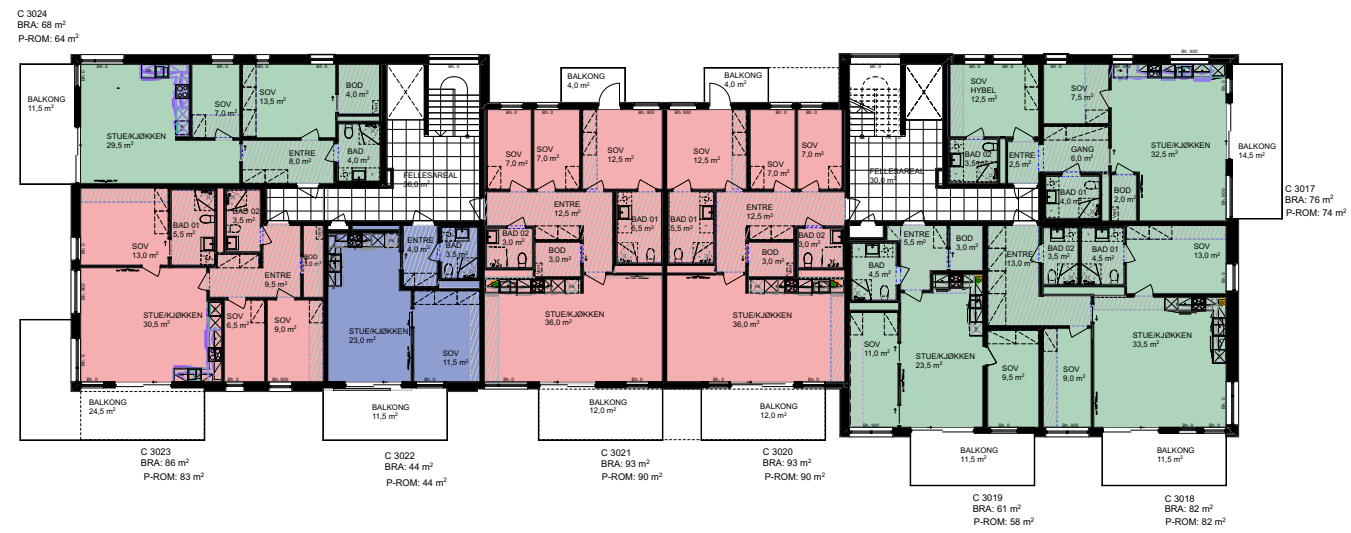 C 3024
BRA: 68 m²
P-ROM: 64 m²
BALKONG
11,5 m²
STUE/KJØKKEN
29,5 m²
SOV
7,0 m²
SOV
13,5 m²
BOD
4,0 m²
BAD
4,0 m²
ENTRE
8,0 m²
FELLESAREAL
36,0 m²
BALKONG
4,0 m²
BALKONG
4,0 m²
SOV
7,0 m²
SOV
7,0 m²
SOV
12,5 m²
SOV
12,5 m²
SOV
7,0 m²
SOV
7,0 m²
FELLESAREAL
30,0 m²
SOV
HYBEL
12,5 m²
BAD 02
3,5 m²
ENTRE
2,5 m²
SOV
7,5 m²
GANG
6,0 m²
BAD 01
4,0 m²
BOD
2,0 m²
STUE/KJØKKEN
32,5 m²
Bh. 900
BALKONG
14,5 m²
C 3017
BRA: 76 m²
P-ROM: 74 m²
SOV
13,0 m²
BAD 01
5,5 m²
BAD 02
3,5 m²
ENTRE
9,5 m²
BOD
STUE/KJØKKEN
30,5 m²
SOV
6,5 m²
SOV
9,0 m²
BALKONG
24,5 m²
C 3023
BRA: 86 m²
P-ROM: 83 m²
ENTRE
4,0 m²
BAD
3,5 m²
STUE/KJØKKEN
23,0 m²
SOV
11,5 m²
BALKONG
11,5 m²
C 3022
BRA: 44 m²
P-ROM: 44 m²
ENTRE
12,5 m²
BAD 02
3,0 m²
BOD
3,0 m²
BAD 01
5,5 m²
STUE/KJØKKEN
36,0 m²
BALKONG
12,0 m²
C 3021
BRA: 93 m²
P-ROM: 90 m²
BAD 01
5,5 m²
ENTRE
12,5 m²
BOD
3,0 m²
BAD 02
3,0 m²
STUE/KJØKKEN
36,0 m²
BALKONG
12,0 m²
C 3020
BRA: 93 m²
P-ROM: 90 m²
ENTRE
5,5 m²
BOD
3,0 m²
BAD
4,5 m²
SOV
11,0 m²
STUE/KJØKKEN
23,5 m²
SOV
9,5 m²
BALKONG
11,5 m²
C 3019
BRA: 61 m²
P-ROM: 58 m²
ENTRE
13,0 m²
BAD 02
3,5 m²
BAD 01
4,5 m²
SOV
13,0 m²
STUE/KJØKKEN
33,5 m²
SOV
9,0 m²
BALKONG
11,5 m²
C 3018
BRA: 82 m²
P-ROM: 82 m²